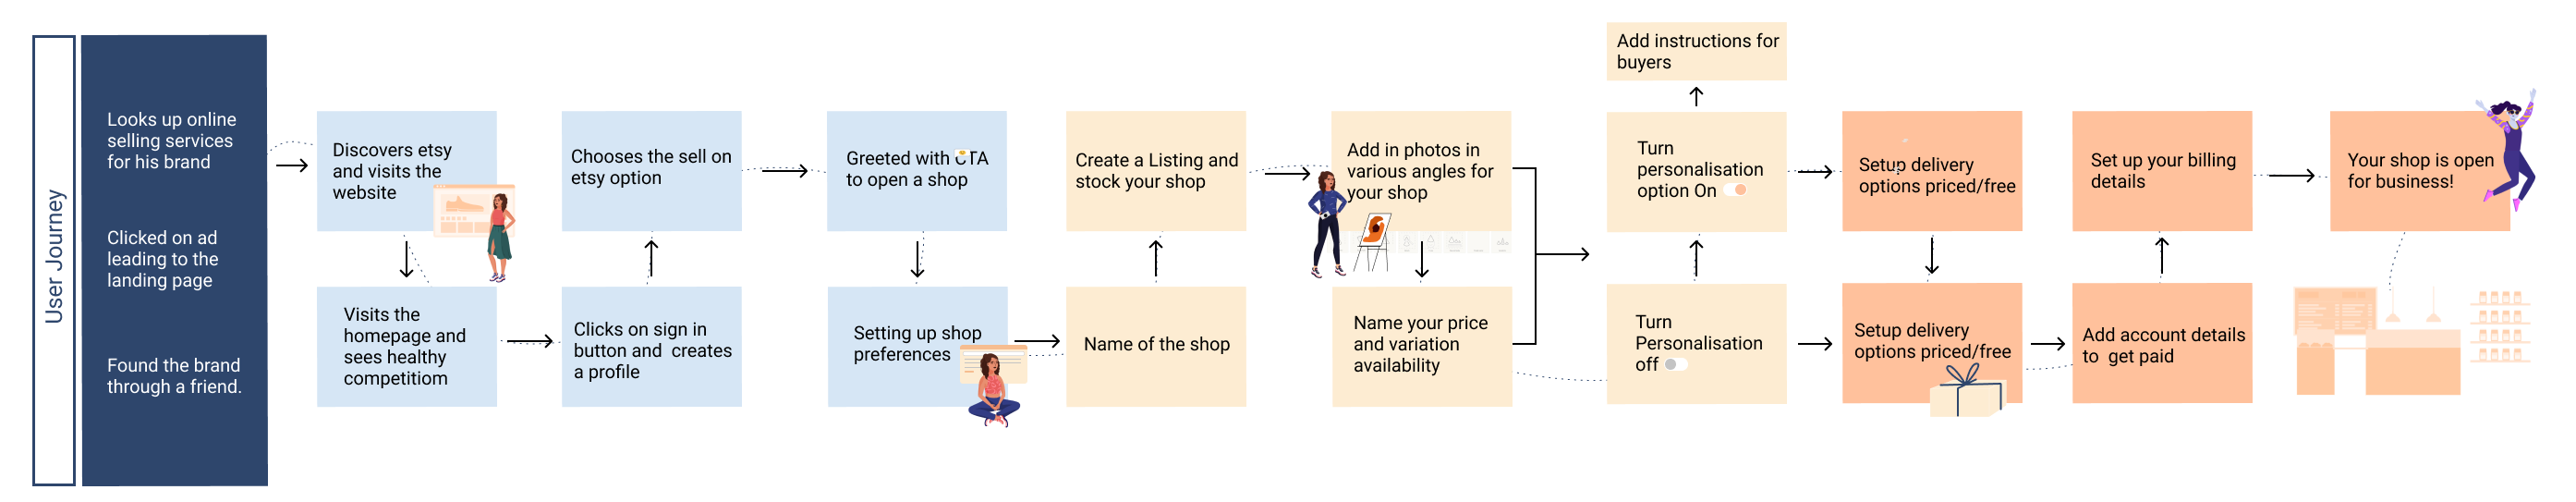 User Journey
Looks up online
selling services
for his brand
Clicked on ad
leading to the
landing page
Found the brand
through a friend.
Discovers etsy
and visits the
website
Visits the
homepage and
sees healthy
competitiom
Chooses the sell on
etsy option
Clicks on sign in
button and creates
a profile
Greeted with CTA
to open a shop
Setting up shop
preferences
Create a Listing and
stock your shop
Name of the shop
Add in photos in
various angles for
your shop
Name your price
and variation
availability
Add instructions for
buyers
Turn
personalisation
option On
Turn
Personalisation
off
Setup delivery
options priced/free
Setup delivery
options priced/free
Set up your billing
details
Add account details
to get paid
Your shop is open
for business!